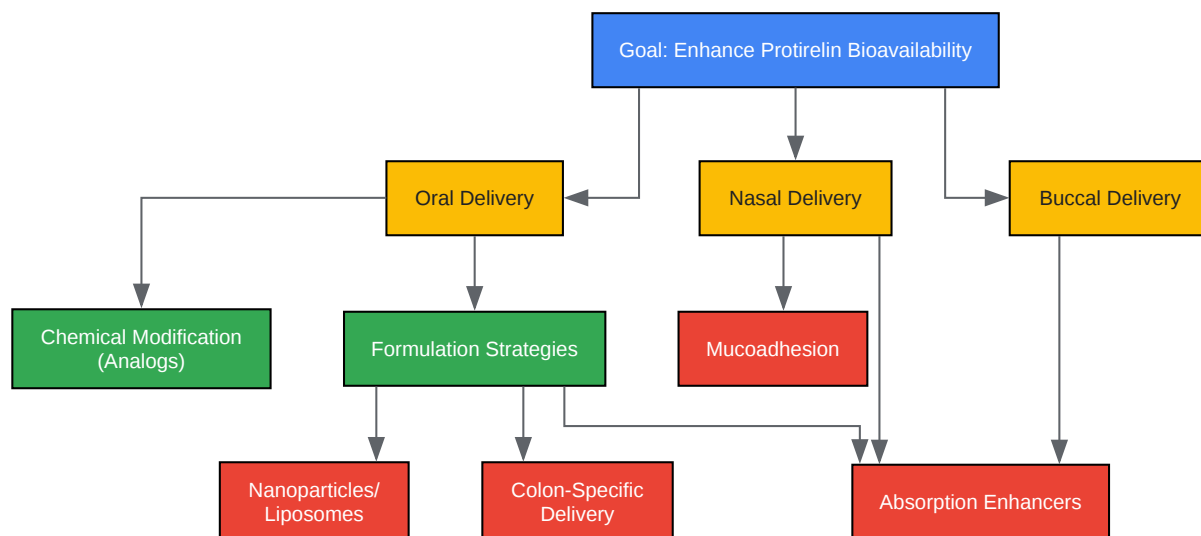 Goal: Enhance Protirelin Bioavailability
Oral Delivery
Nasal Delivery
Buccal Delivery
Chemical Modification
(Analogs)
Formulation Strategies
Mucoadhesion
Nanoparticles/
Liposomes
Colon-Specific
Delivery
Absorption Enhancers